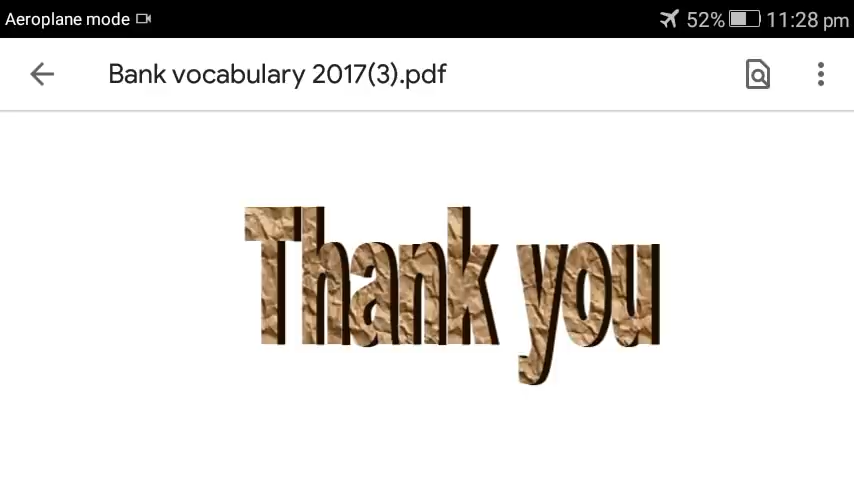 Aeroplane mode 52% 11:28 pm
Bank vocabulary 2017(3).pdf
Thank you